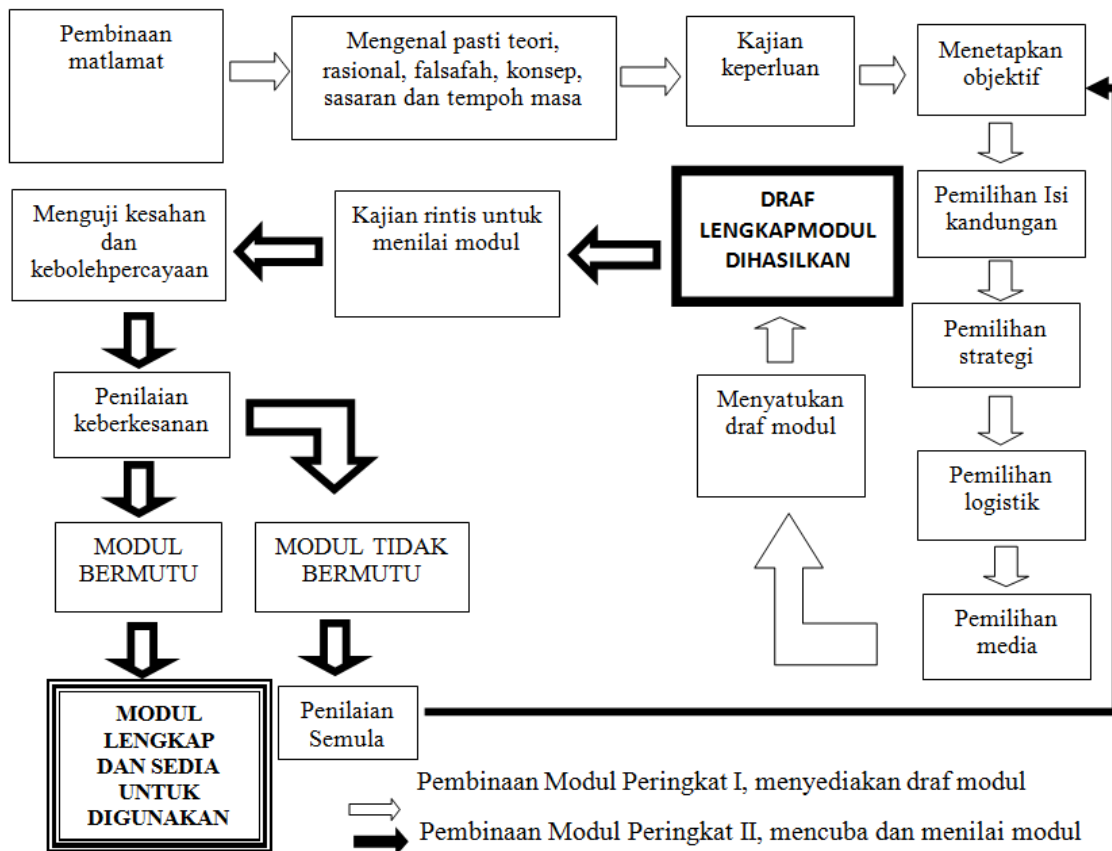 Pembinaan
matlamat
Mengenal pasti teori,
rasional, falsafah, konsep,
sasaran dan tempoh masa
Kajian
keperluan
Menetapkan
objektif
Pemilihan Isi
kandungan
Pemilihan
strategi
Pemilihan
logistik
Pemilihan
media
Menyatukan
draf modul
DRAF
LENGKAPMODUL
DIHASILKAN
Kajian rintis untuk
menilai modul
Menguji kesahan
dan
kebolehpercayaan
Penilaian
keberkesanan
MODUL
BERMUTU
MODUL TIDAK
BERMUTU
MODUL
LENGKAP
DAN SEDIA
UNTUK
DIGUNAKAN
Penilaian
Semula
Pembinaan Modul Peringkat I, menyediakan draf modul
Pembinaan Modul Peringkat II, mencuba dan menilai modul